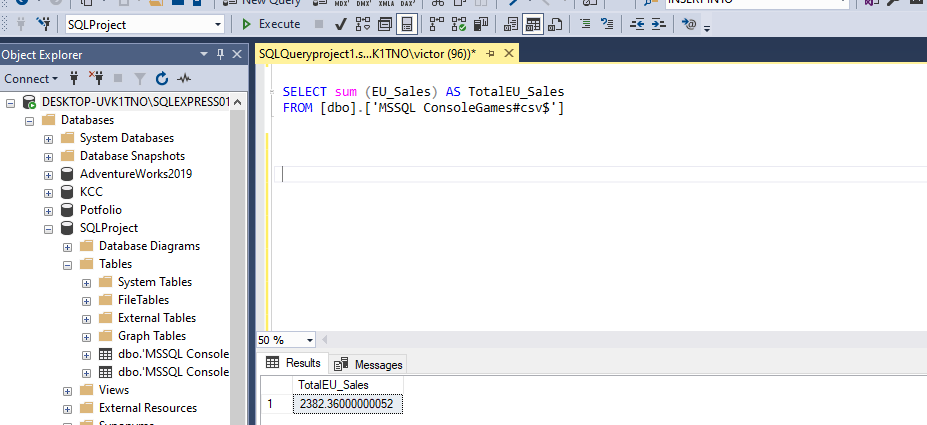 New Query
MDX
DMX
XMLA
DAX
INSERT INTO
SQLProject
Execute
Object Explorer
SQLQueryproject1.s...K1TNO\victor (96))*
Connect
DESKTOP-UVK1TNO\SQLEXPRESS01
Databases
System Databases
Database Snapshots
AdventureWorks2019
KCC
Potfolio
SQLProject
Database Diagrams
Tables
System Tables
FileTables
External Tables
Graph Tables
dbo.'MSSQL Console
dbo.'MSSQL Console
Views
External Resources
Synonyms
SELECT sum (EU_Sales) AS TotalEU_Sales
FROM [dbo].['MSSQL ConsoleGames#csv$']
50 %
Results
Messages
TotalEU_Sales
1
2382.36000000052